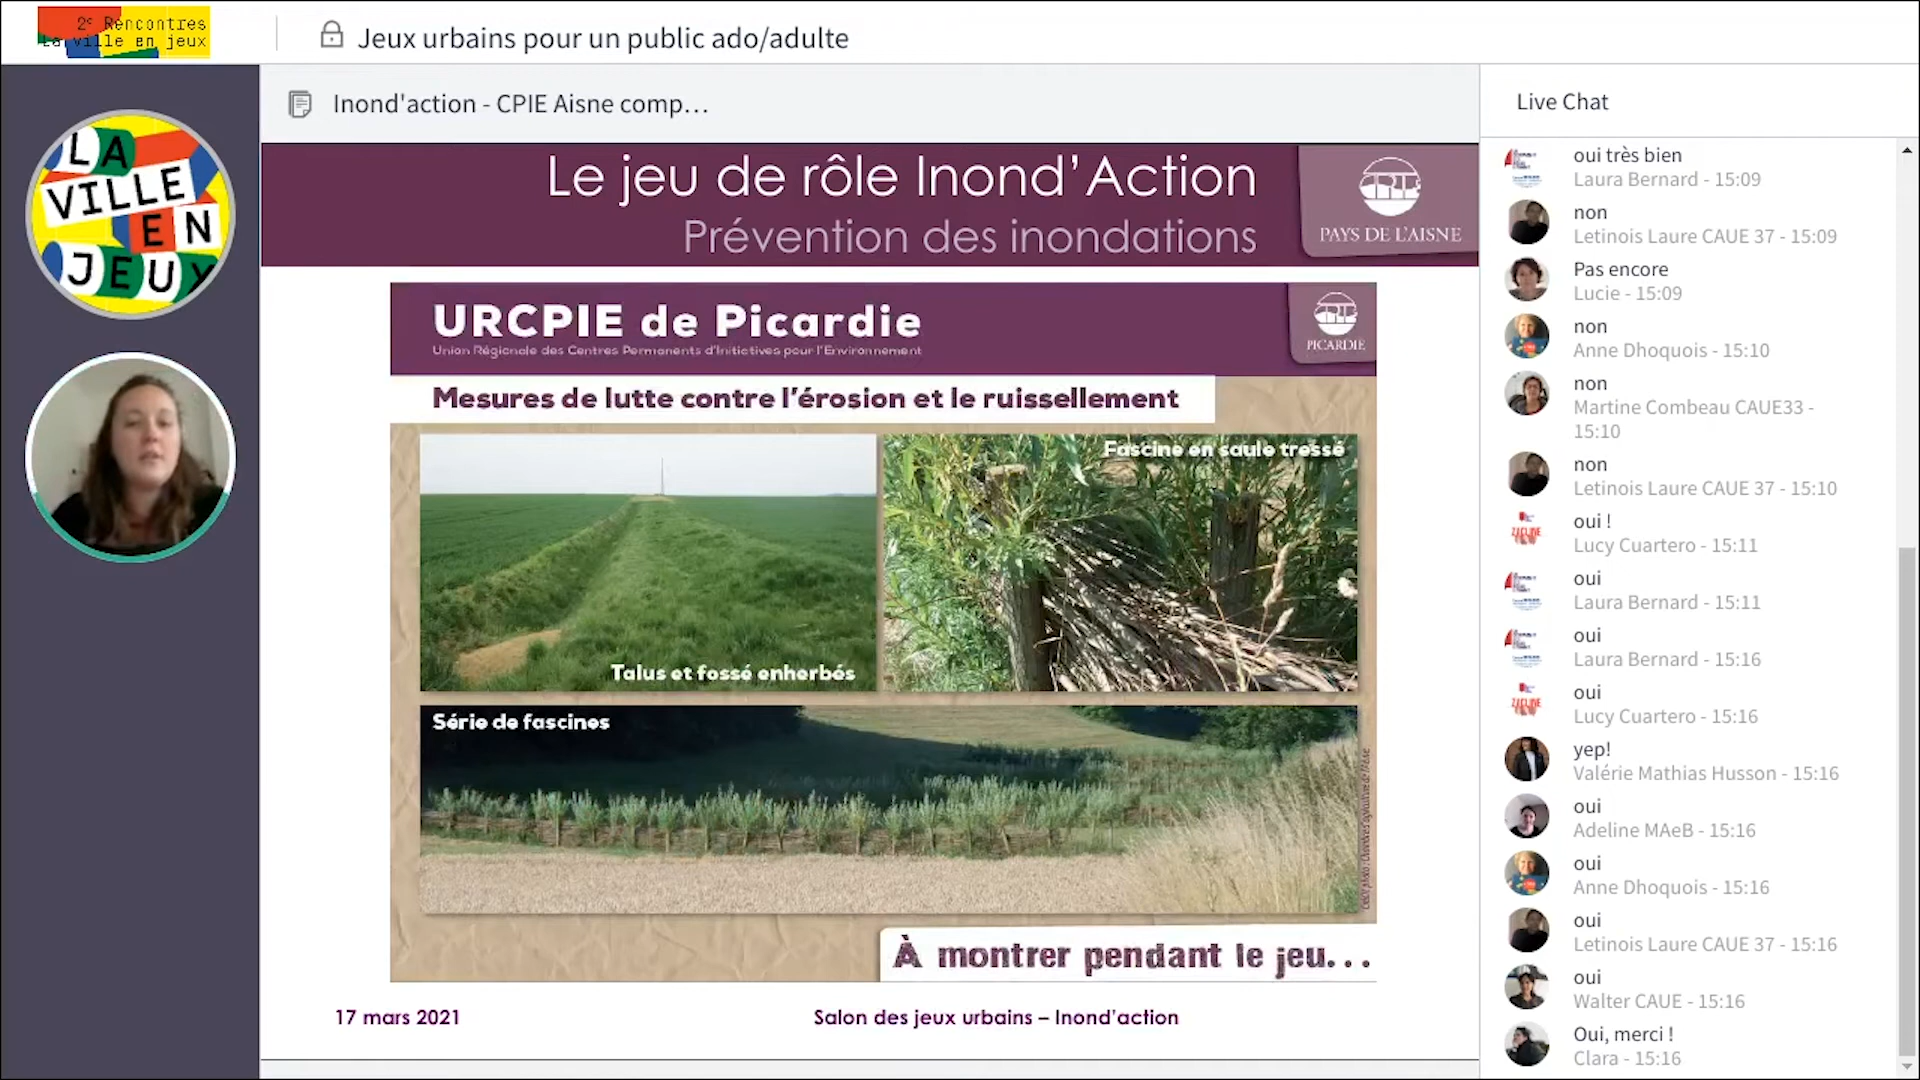 2e Rencontres
La ville en jeux
Jeux urbains pour un public ado/adulte
LA
VILLE
EN
JEUX
Inond'action - CPIE Aisne comp…
Le jeu de rôle Inond’Action
Prévention des inondations
PAYS DE L'AISNE
URCPIE de Picardie
Union Régionale des Centres Permanents d'Initiatives pour l'Environnement
PICARDIE
Mesures de lutte contre l'érosion et le ruissellement
Fascine en saule tressé
Talus et fossé enherbés
Série de fascines
À montrer pendant le jeu...
17 mars 2021
Salon des jeux urbains – Inond’action
Live Chat
oui très bien
Laura Bernard - 15:09
non
Letinois Laure CAUE 37 - 15:09
Pas encore
Lucie - 15:09
non
Anne Dhoquois - 15:10
non
Martine Combeau CAUE33 -
15:10
non
Letinois Laure CAUE 37 - 15:10
oui !
Lucy Cuartero - 15:11
oui
Laura Bernard - 15:11
oui
Laura Bernard - 15:16
oui
Lucy Cuartero - 15:16
yep!
Valérie Mathias Husson - 15:16
oui
Adeline MAeB - 15:16
oui
Anne Dhoquois - 15:16
oui
Letinois Laure CAUE 37 - 15:16
oui
Walter CAUE - 15:16
Oui, merci !
Clara - 15:16